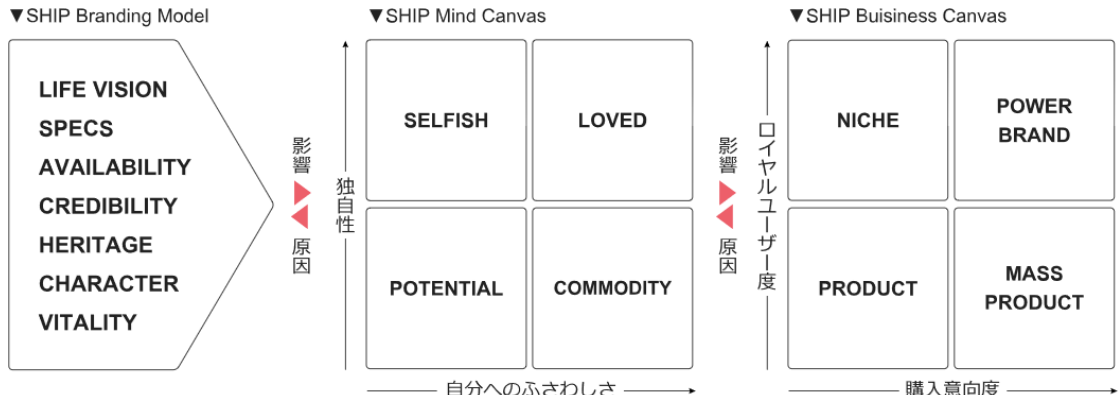 ▼SHIP Branding Model
LIFE VISION
SPECS
AVAILABILITY
CREDIBILITY
HERITAGE
CHARACTER
VITALITY
影響
原因
▼SHIP Mind Canvas
独自性
SELFISH
LOVED
POTENTIAL
COMMODITY
自分へのふさわしさ
影響
原因
▼SHIP Buisiness Canvas
ロイヤルユーザー度
NICHE
POWER
BRAND
PRODUCT
MASS
PRODUCT
購入意向度